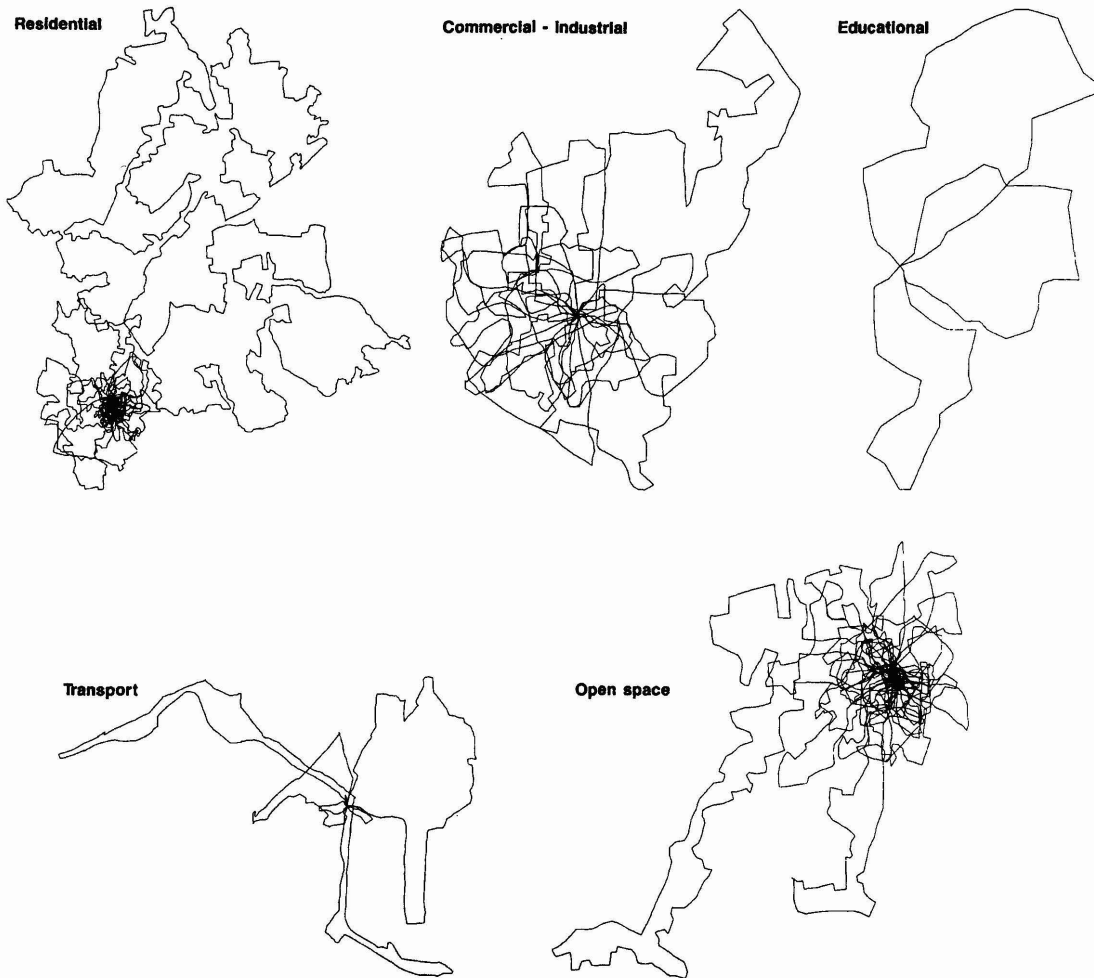 Residential
Commercial - Industrial
Educational
Transport
Open space